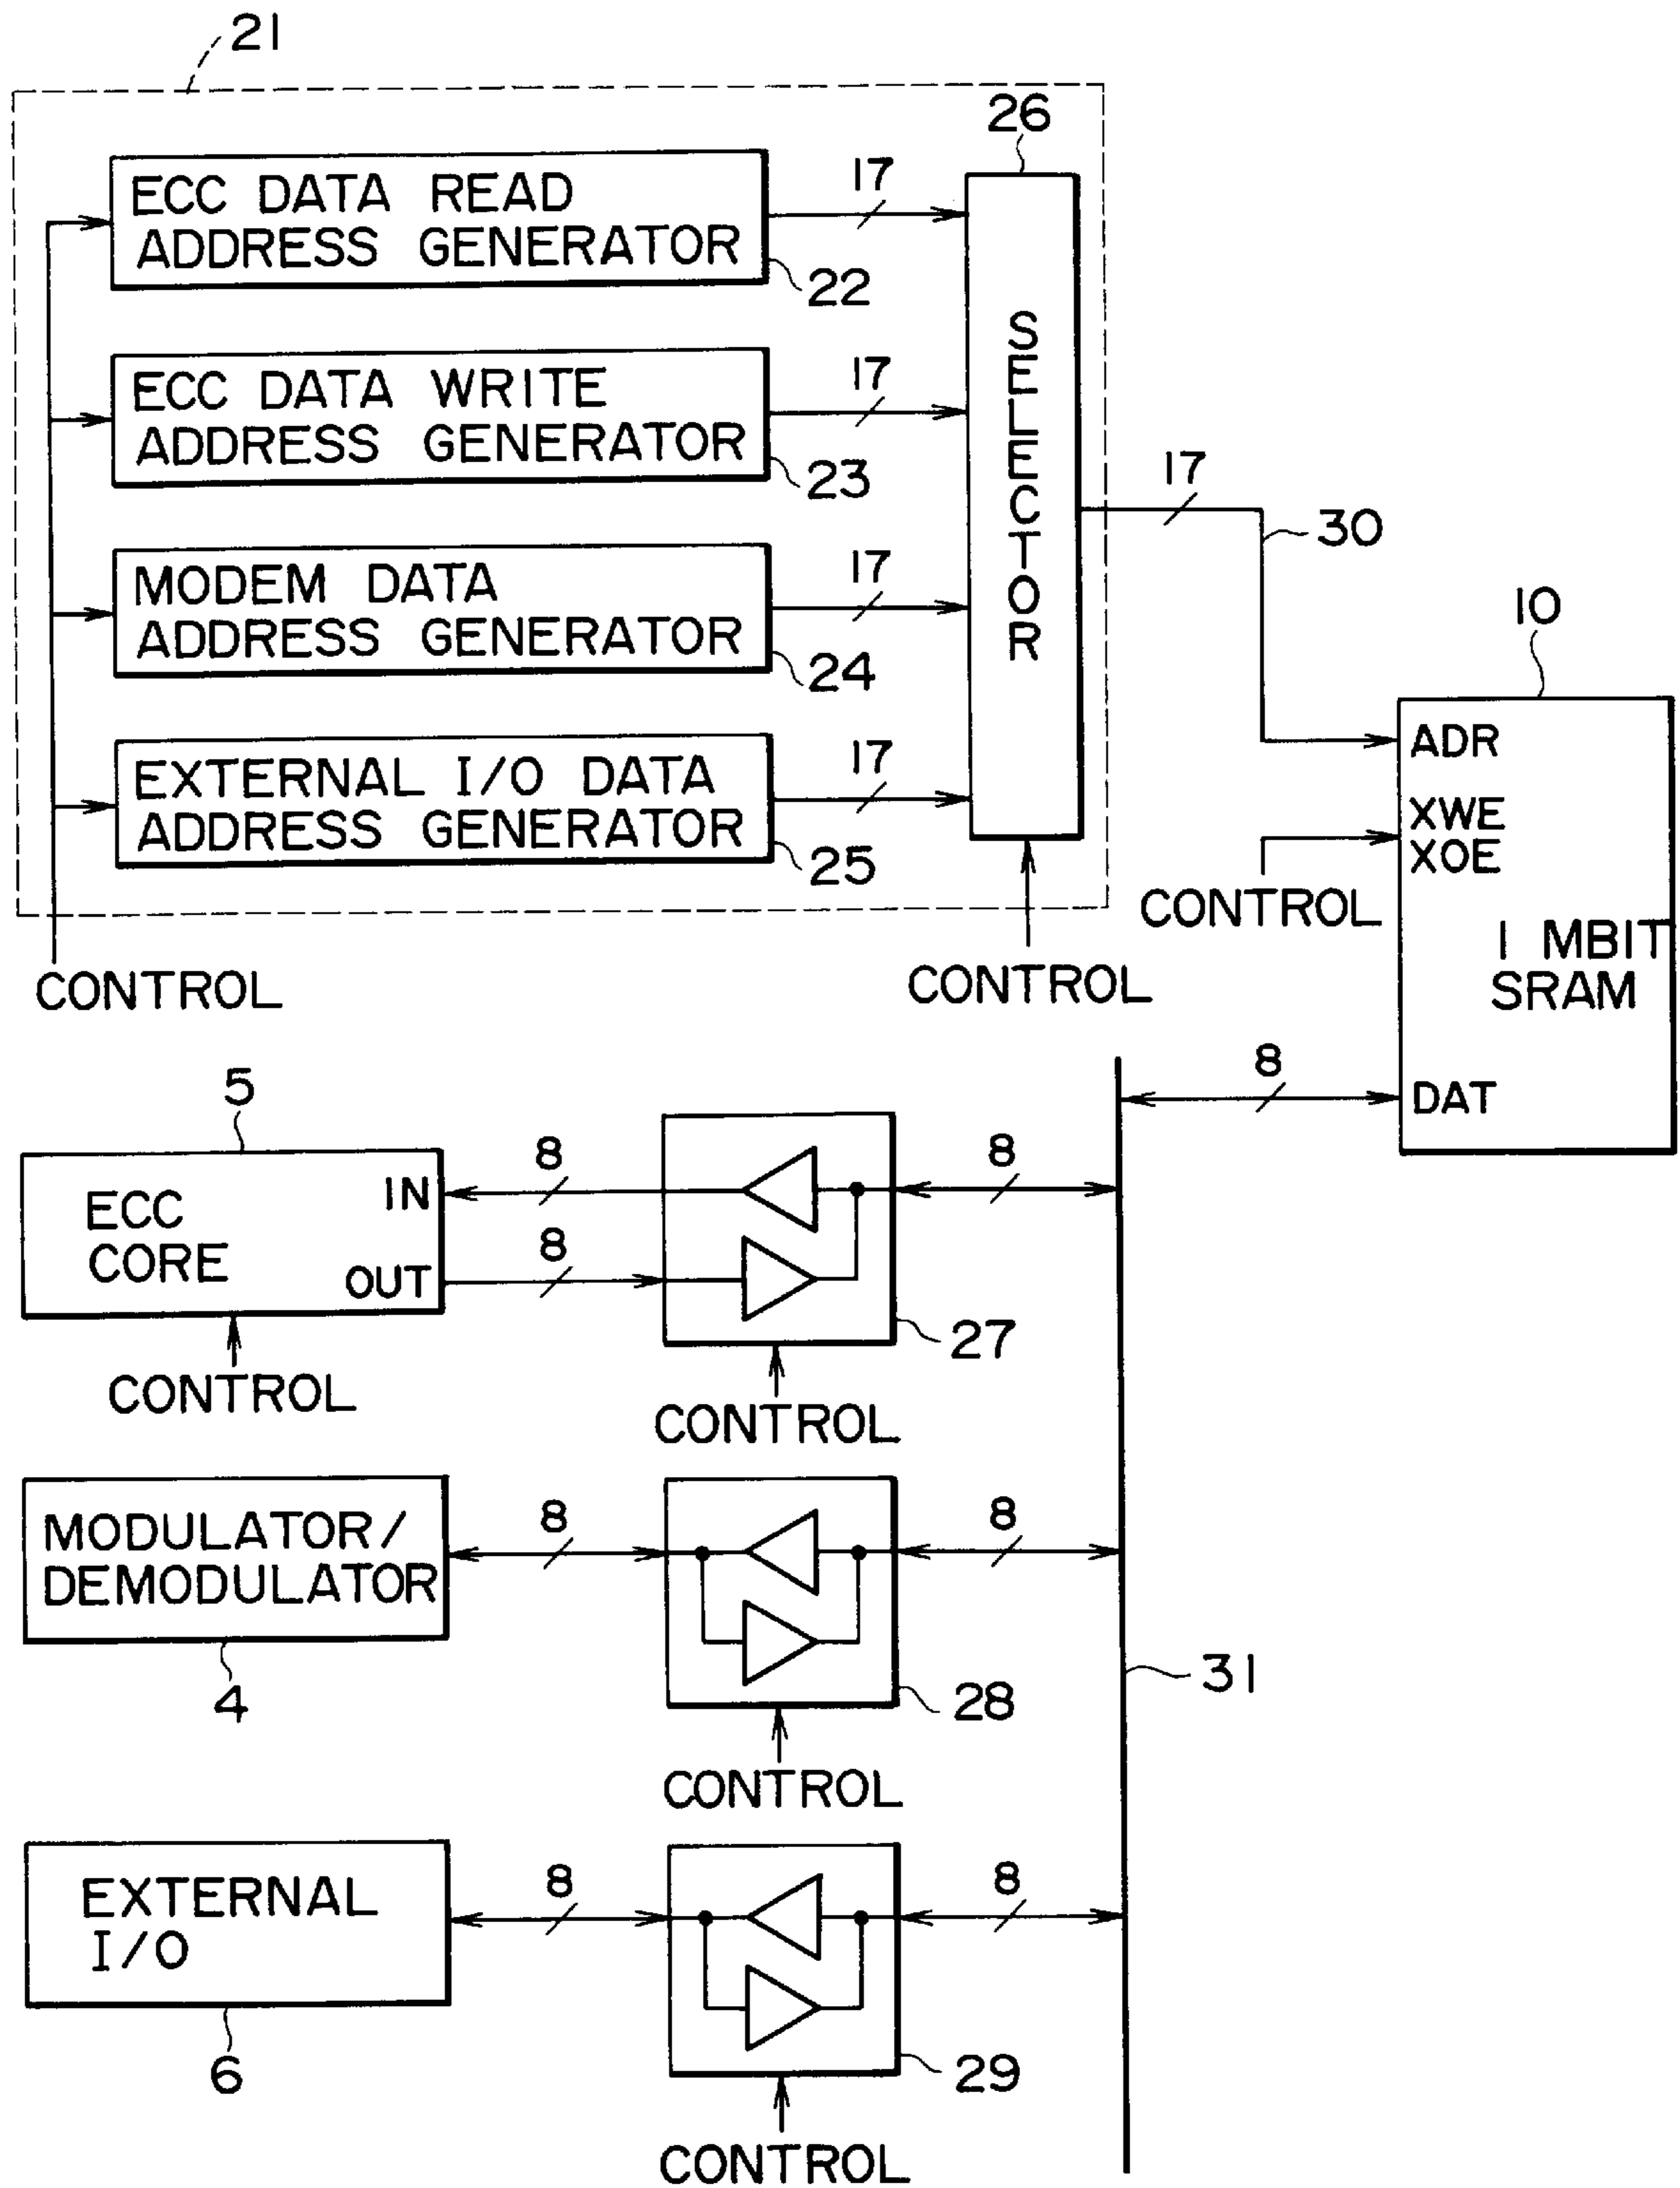 21
26
ECC DATA READ
ADDRESS GENERATOR
17
22
ECC DATA WRITE
ADDRESS GENERATOR
17
23
MODEM DATA
ADDRESS GENERATOR
17
24
EXTERNAL I/O DATA
ADDRESS GENERATOR
17
25
SELECTOR
17
30
10
ADR
XWE
XOE
CONTROL
1 MBIT
SRAM
DAT
CONTROL
CONTROL
8
5
ECC
CORE
IN
OUT
8
8
8
27
CONTROL
CONTROL
MODULATOR/
DEMODULATOR
8
8
4
28
31
CONTROL
EXTERNAL
I/O
8
8
6
29
CONTROL